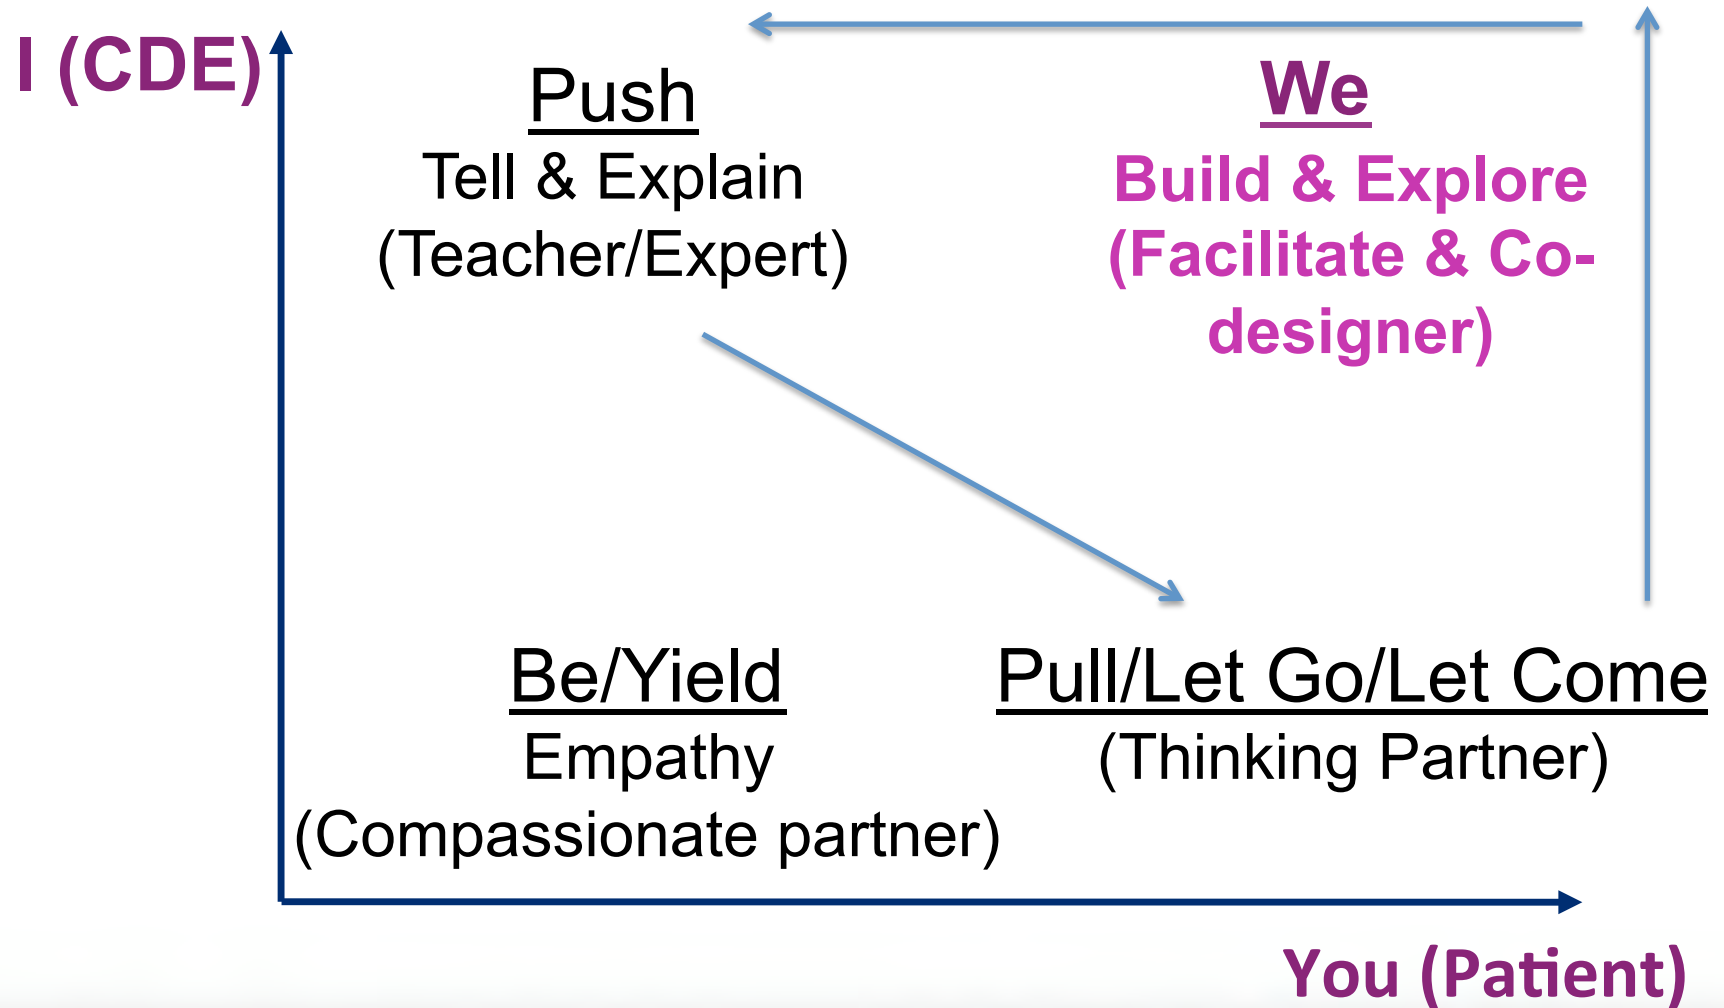 I (CDE)
Push
Tell & Explain
(Teacher/Expert)
We
Build & Explore
(Facilitate & Co-
designer)
Be/Yield
Empathy
(Compassionate partner)
Pull/Let Go/Let Come
(Thinking Partner)
You (Patient)